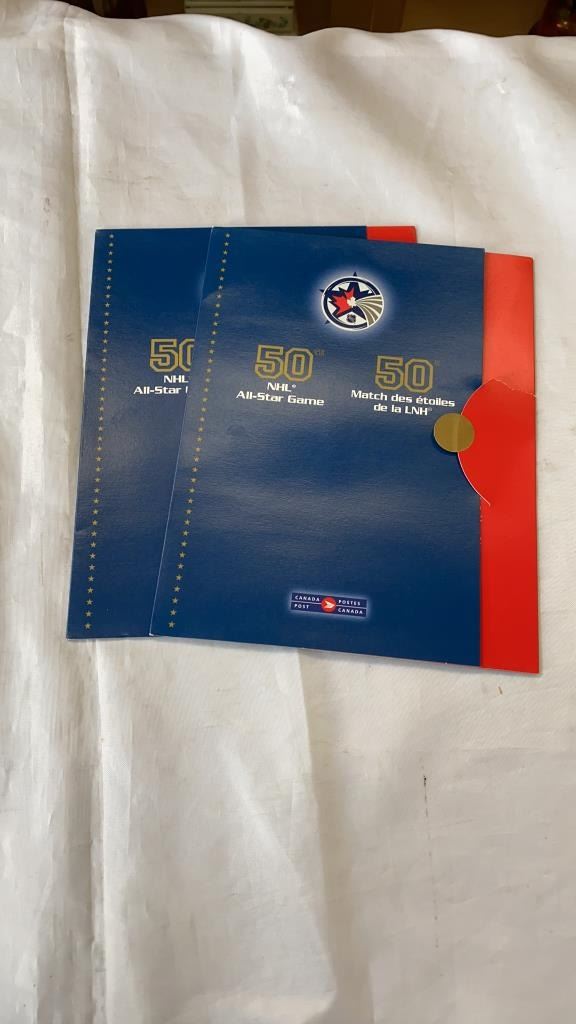 50
NHL
All-Star
50TH
NHL®
All-Star Game
50e
Match des étoiles
de la LNH®
CANADA POSTES
POST CANADA